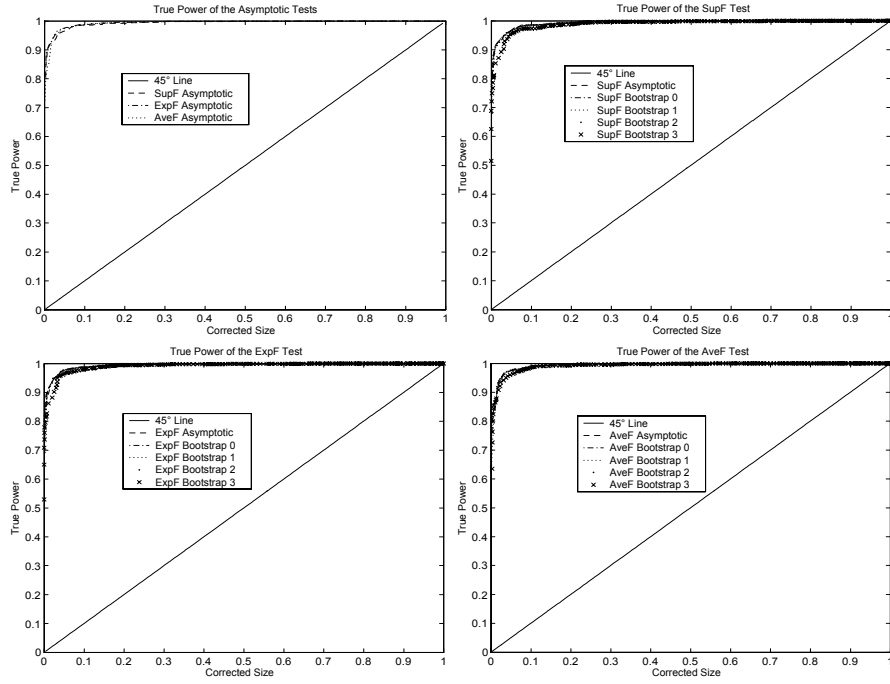 True Power of the Asymptotic Tests
1
0.9
0.8
0.7
0.6
0.5
0.4
0.3
0.2
0.1
0
True Power
45° Line
SupF Asymptotic
ExpF Asymptotic
AveF Asymptotic
0 0.1 0.2 0.3 0.4 0.5 0.6 0.7 0.8 0.9 1
Corrected Size
True Power of the SupF Test
1
0.9
0.8
0.7
0.6
0.5
0.4
0.3
0.2
0.1
0
True Power
45° Line
SupF Asymptotic
SupF Bootstrap 0
SupF Bootstrap 1
SupF Bootstrap 2
SupF Bootstrap 3
0 0.1 0.2 0.3 0.4 0.5 0.6 0.7 0.8 0.9 1
Corrected Size
True Power of the ExpF Test
1
0.9
0.8
0.7
0.6
0.5
0.4
0.3
0.2
0.1
0
True Power
45° Line
ExpF Asymptotic
ExpF Bootstrap 0
ExpF Bootstrap 1
ExpF Bootstrap 2
ExpF Bootstrap 3
0 0.1 0.2 0.3 0.4 0.5 0.6 0.7 0.8 0.9 1
Corrected Size
True Power of the AveF Test
1
0.9
0.8
0.7
0.6
0.5
0.4
0.3
0.2
0.1
0
True Power
45° Line
AveF Asymptotic
AveF Bootstrap 0
AveF Bootstrap 1
AveF Bootstrap 2
AveF Bootstrap 3
0 0.1 0.2 0.3 0.4 0.5 0.6 0.7 0.8 0.9 1
Corrected Size